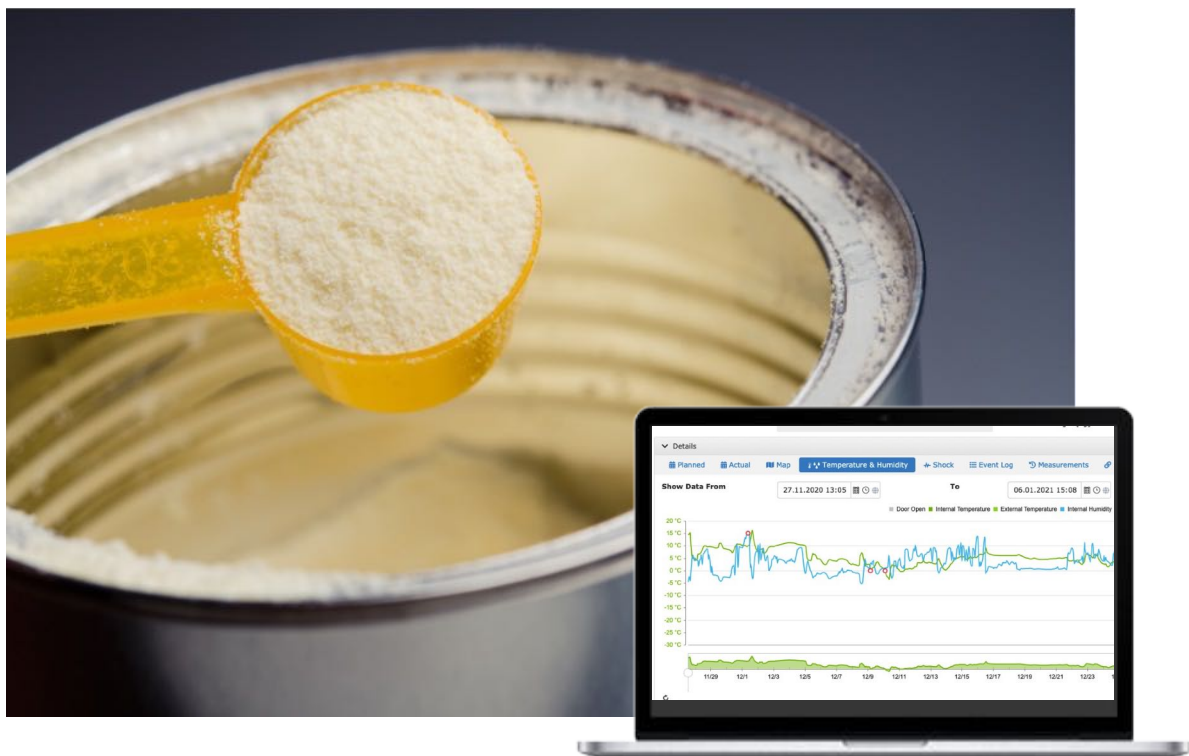 Details
Planned Actual Map Temperature & Humidity Shock Event Log Measurements
Show Data From 27.11.2020 13:05 To 06.01.2021 15:08
Door Open Internal Temperature External Temperature Internal Humidity
20 °C
15 °C
10 °C
5 °C
0 °C
-5 °C
-10 °C
-15 °C
-20 °C
-25 °C
-30 °C
11/29 12/1 12/3 12/5 12/7 12/9 12/11 12/13 12/15 12/17 12/19 12/21 12/23